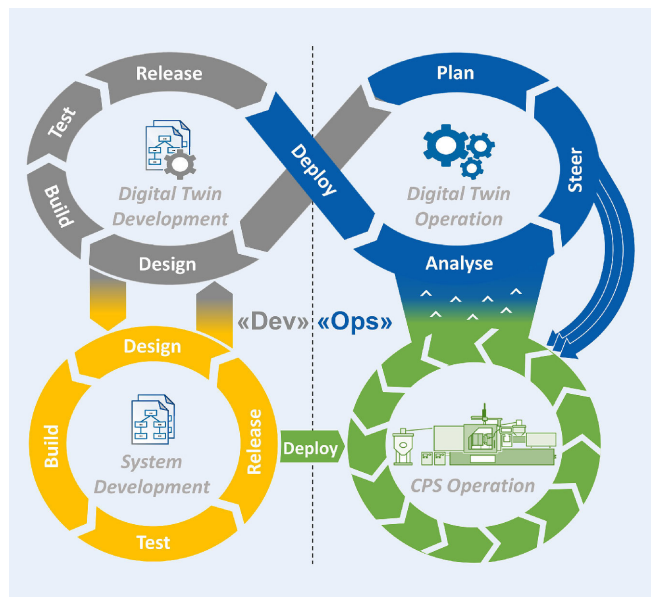 Release
Test
Build
Design
Digital Twin
Development
Deploy
Plan
Steer
Analyse
Digital Twin
Operation
«Dev»
«Ops»
Design
Build
Test
Release
System
Development
Deploy
CPS Operation